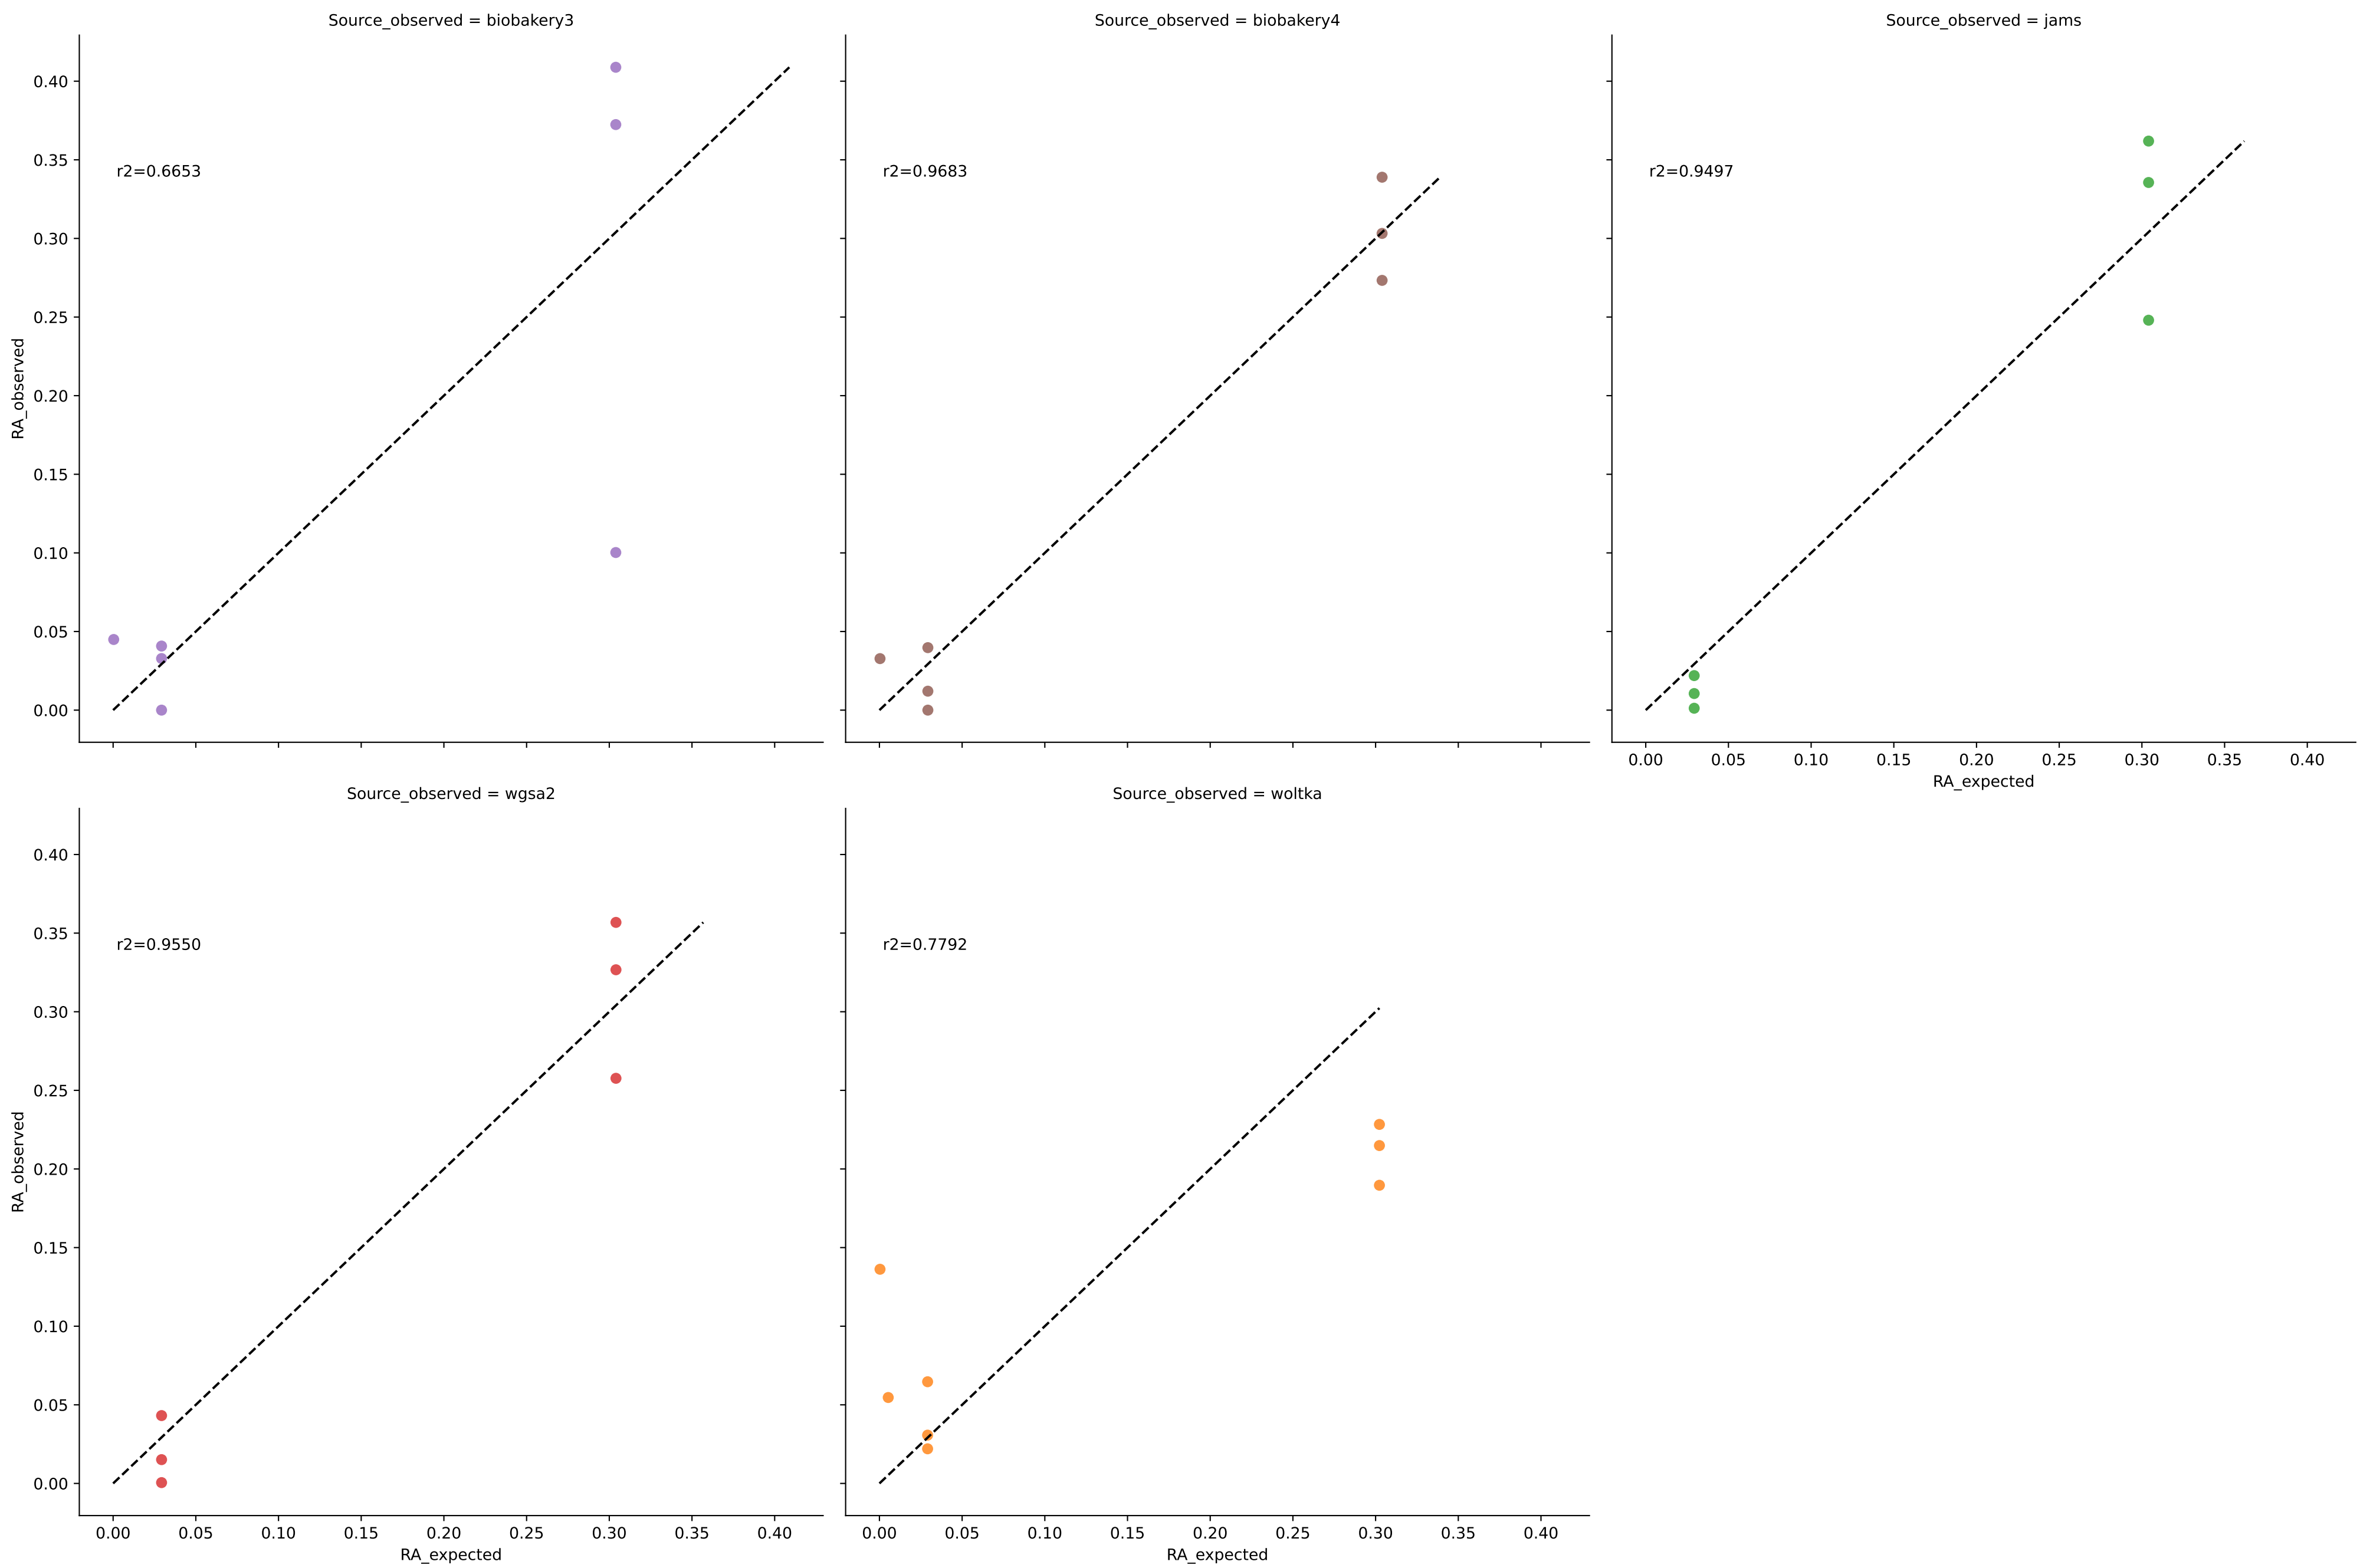 Source_observed = biobakery3
Source_observed = biobakery4
Source_observed = jams
0.40
0.35
0.30
0.25
0.20
0.15
0.10
0.05
0.00
RA_observed
r2=0.6653
r2=0.9683
r2=0.9497
0.00 0.05 0.10 0.15 0.20 0.25 0.30 0.35 0.40
RA_expected
Source_observed = wgsa2
Source_observed = woltka
0.40
0.35
0.30
0.25
0.20
0.15
0.10
0.05
0.00
RA_observed
r2=0.9550
r2=0.7792
0.00 0.05 0.10 0.15 0.20 0.25 0.30 0.35 0.40
RA_expected
0.00 0.05 0.10 0.15 0.20 0.25 0.30 0.35 0.40
RA_expected